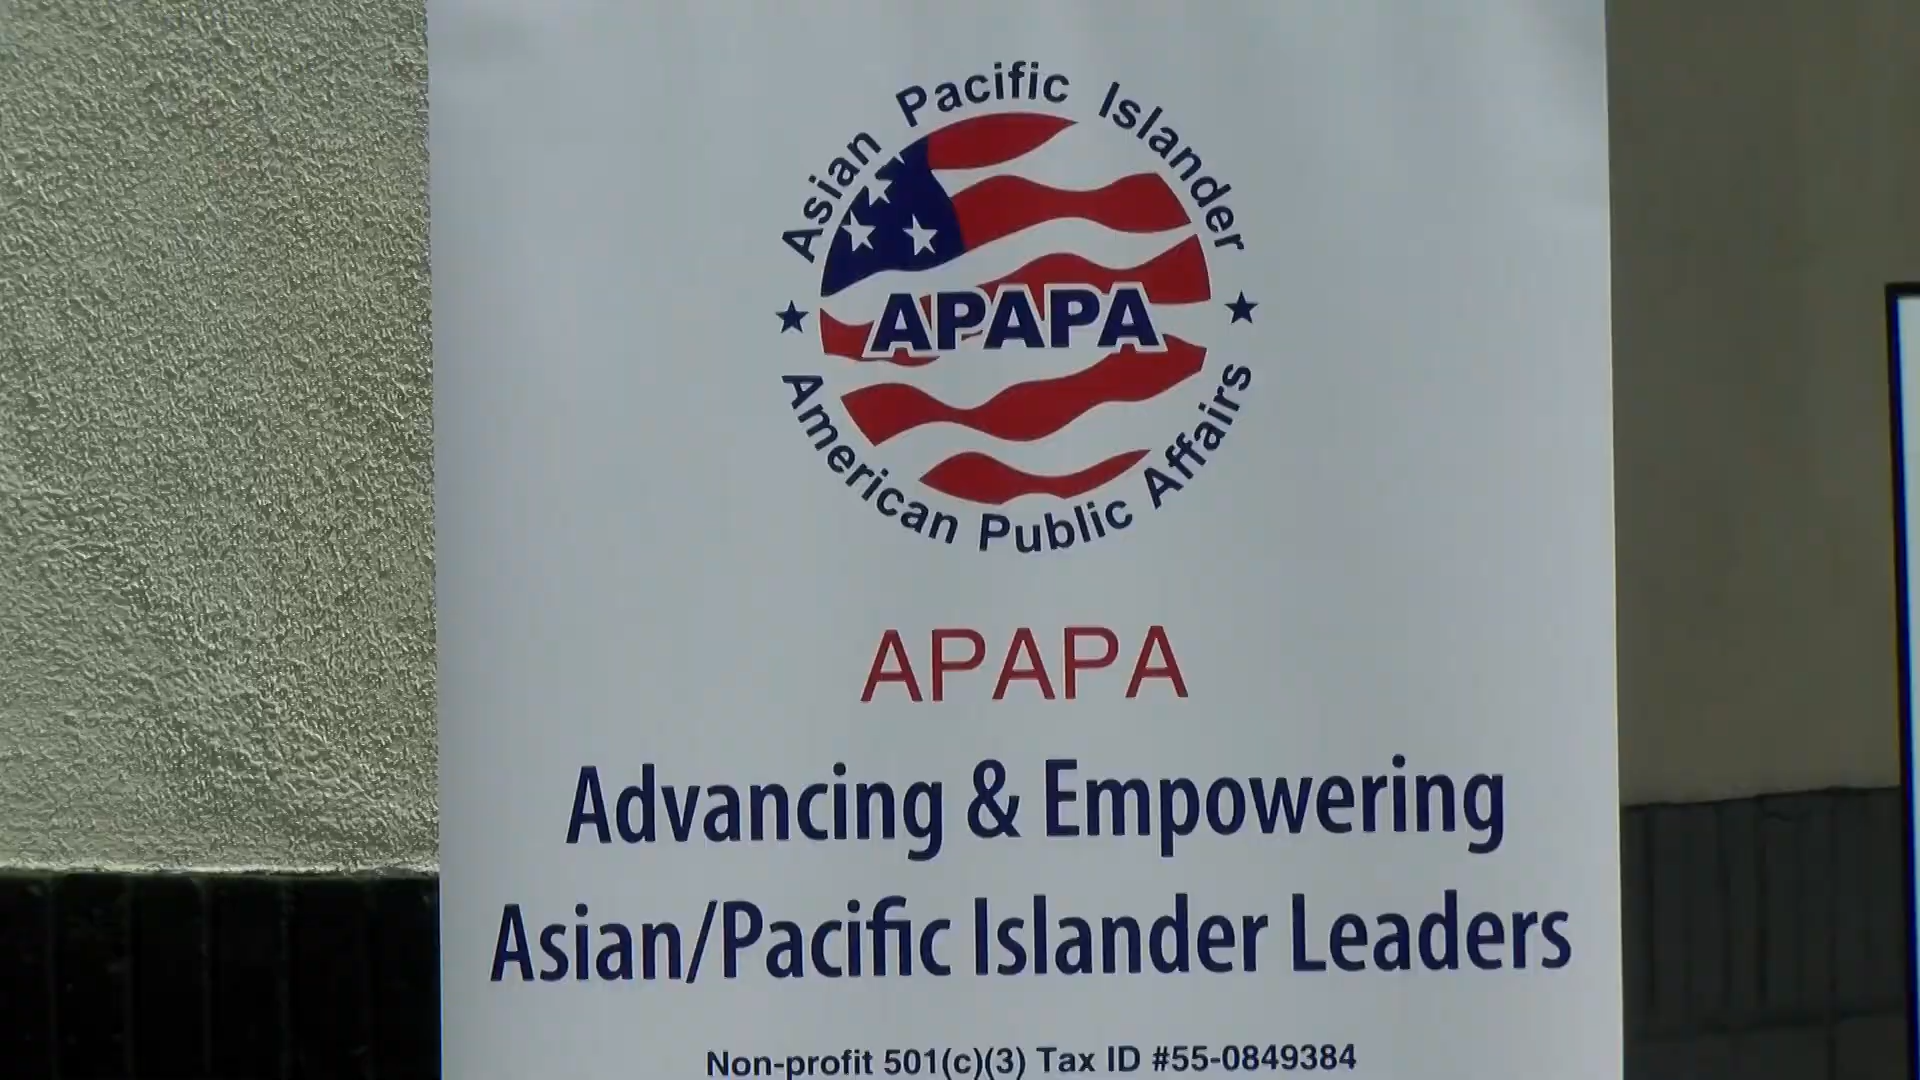 Asian Pacific Islander
APAPA
American Public Affairs
APAPA
Advancing & Empowering
Asian/Pacific Islander Leaders
Non-profit 501(c)(3) Tax ID #55-0849384